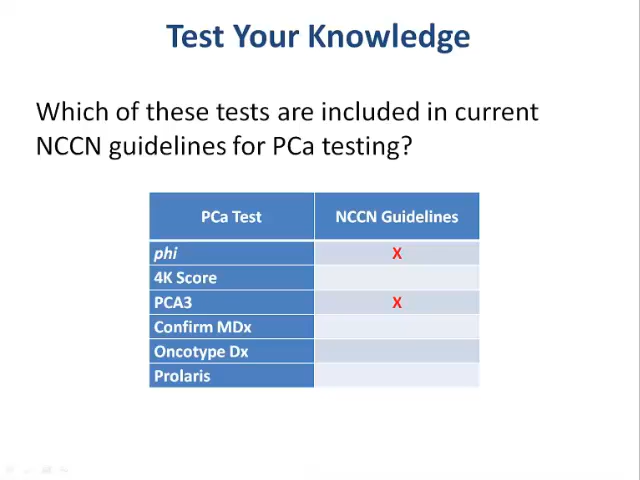 Test Your Knowledge
Which of these tests are included in current
NCCN guidelines for PCa testing?
PCa Test NCCN Guidelines
phi X
4K Score
PCA3 X
Confirm MDx
Oncotype Dx
Prolaris